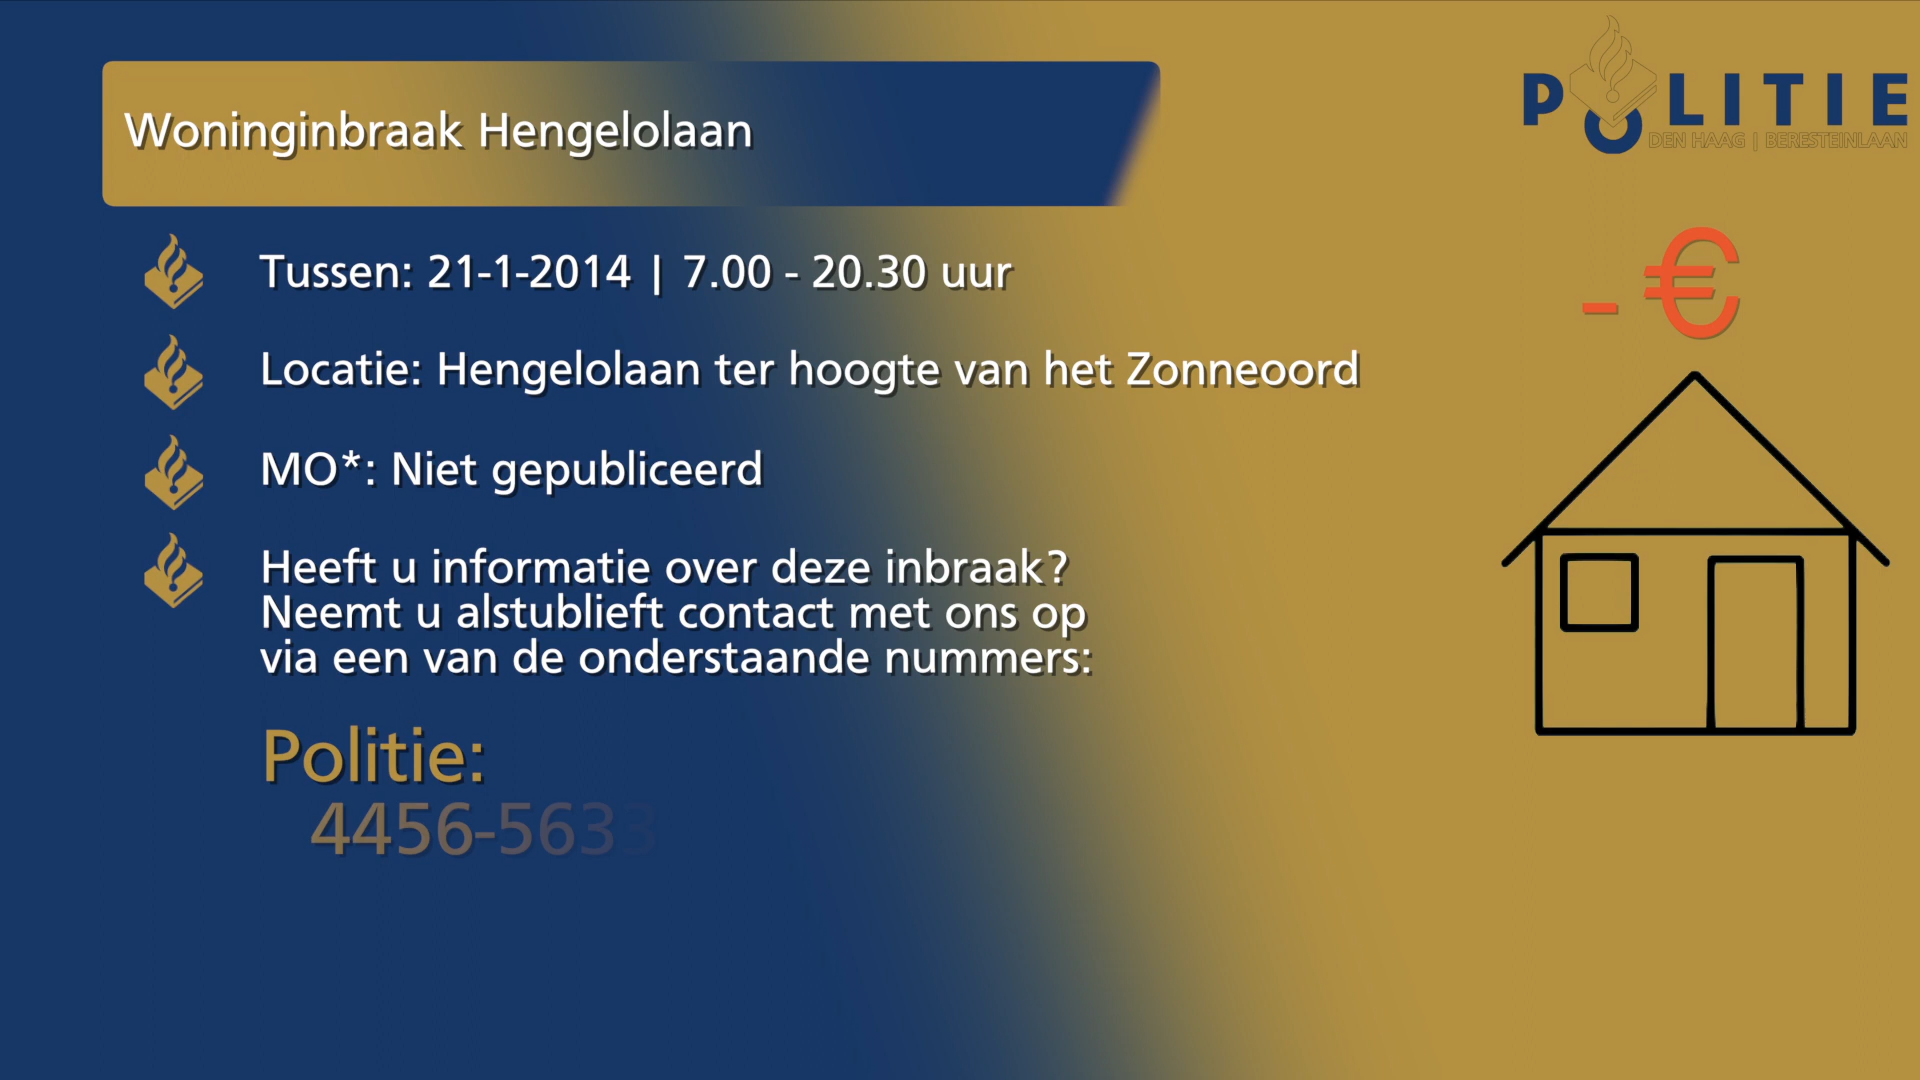 Woninginbraak Hengelolaan
POLITIE
DEN HAAG | BERESTEINLAAN
Tussen: 21-1-2014 | 7.00 - 20.30 uur
- €
Locatie: Hengelolaan ter hoogte van het Zonneoord
MO*: Niet gepubliceerd
Heeft u informatie over deze inbraak?
Neemt u alstublieft contact met ons op
via een van de onderstaande nummers:
Politie:
4456-5633